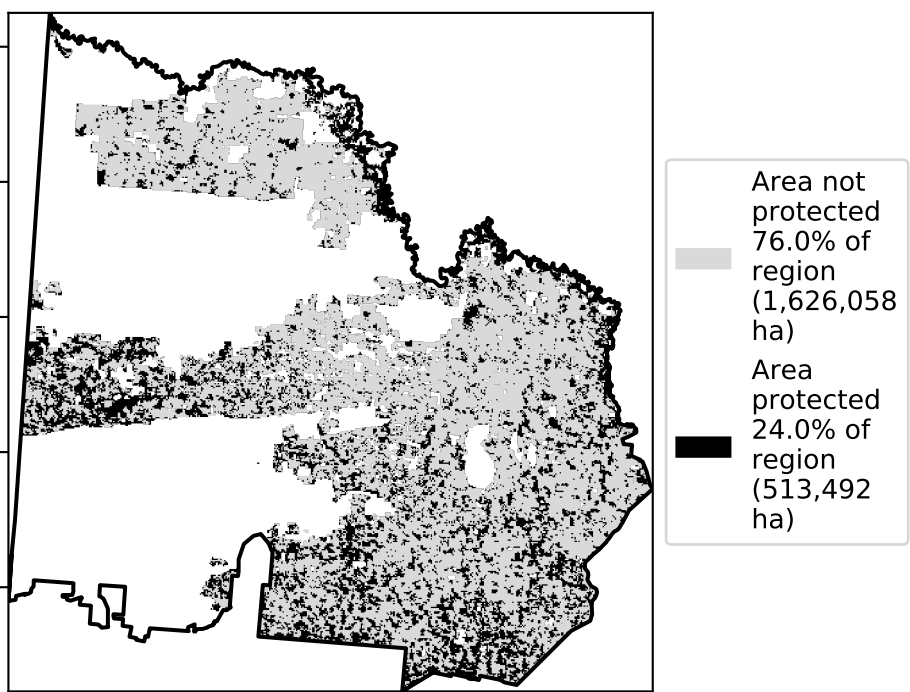 Area not
protected
76.0% of
region
(1,626,058
ha)
Area
protected
24.0% of
region
(513,492
ha)